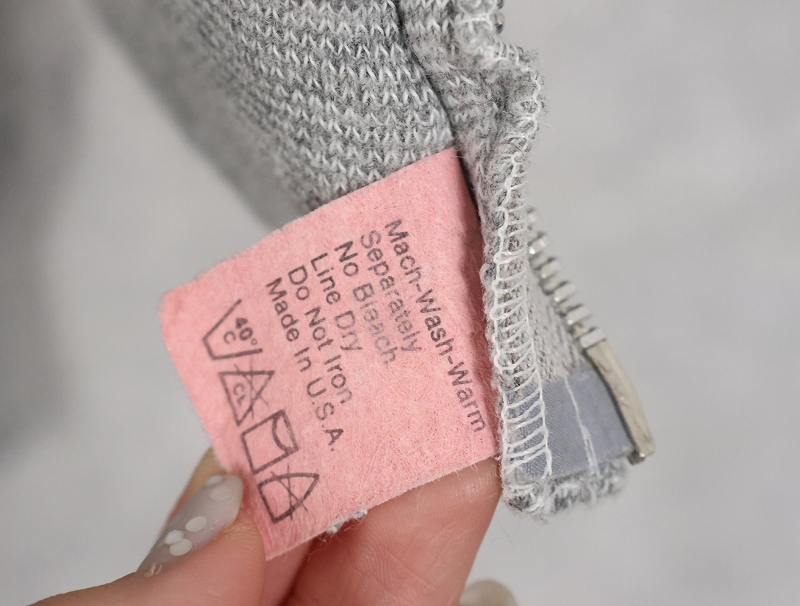 Mach-Wash-Warm
Separately
No Bleach
Line Dry
Do Not Iron
Made In U.S.A.
40°
C
CL